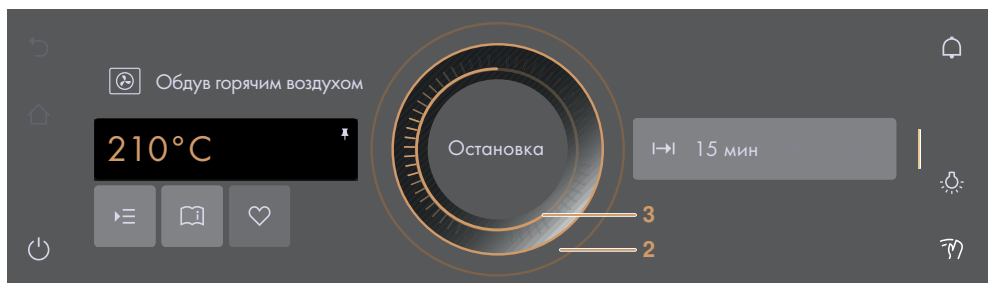 Обдув горячим воздухом
210°C
Остановка
15 мин
3
2